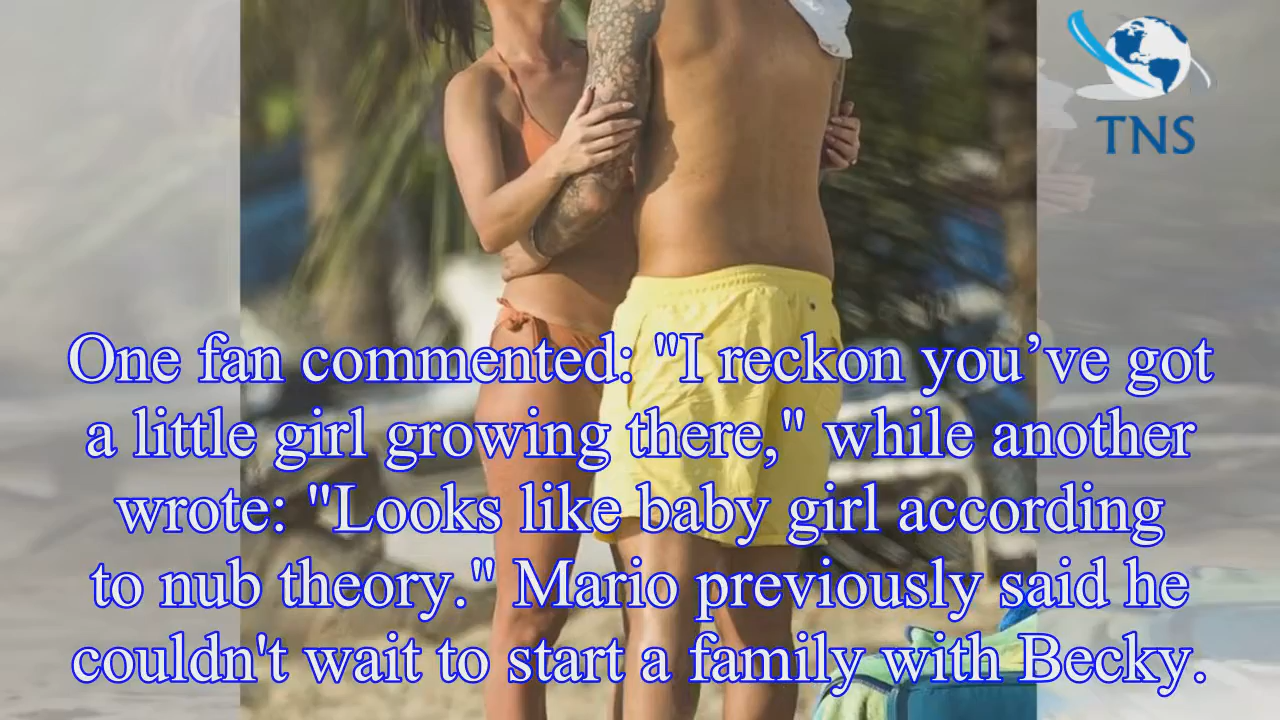 TNS
One fan commented: "I reckon you’ve got
a little girl growing there," while another
wrote: "Looks like baby girl according
to nub theory." Mario previously said he
couldn't wait to start a family with Becky.